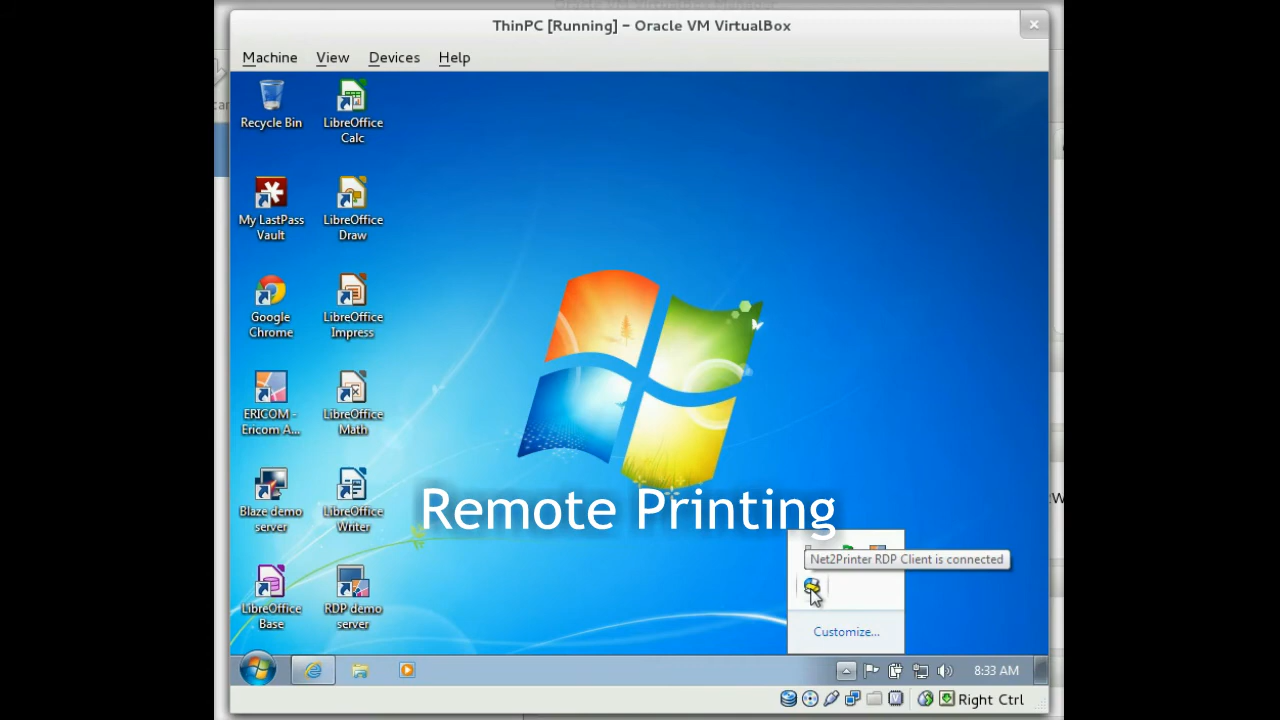 ThinPC [Running] – Oracle VM VirtualBox
Machine View Devices Help
Recycle Bin
LibreOffice
Calc
My LastPass
Vault
LibreOffice
Draw
Google
Chrome
LibreOffice
Impress
ERICOM -
Ericom A...
LibreOffice
Math
Blaze demo
server
LibreOffice
Writer
LibreOffice
Base
RDP demo
server
Remote Printing
Net2Printer RDP Client is connected
Customize...
8:33 AM
Right Ctrl